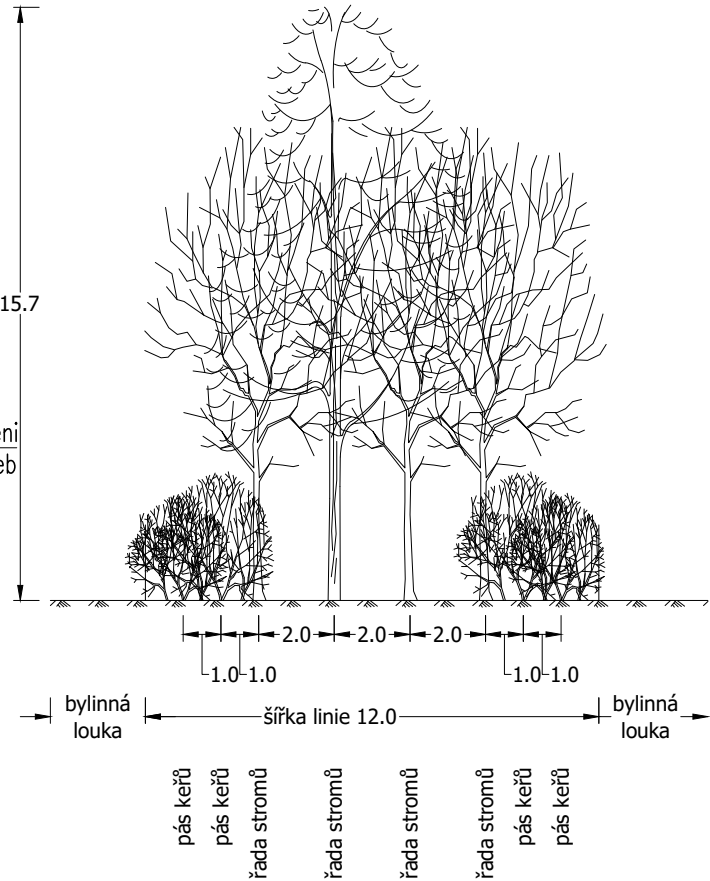 15.7
eni
eb
2.0
2.0
2.0
1.0
1.0
1.0
1.0
bylinná
louka
šířka linie 12.0
bylinná
louka
pás keřů
pás keřů
řada stromů
řada stromů
řada stromů
řada stromů
pás keřů
pás keřů